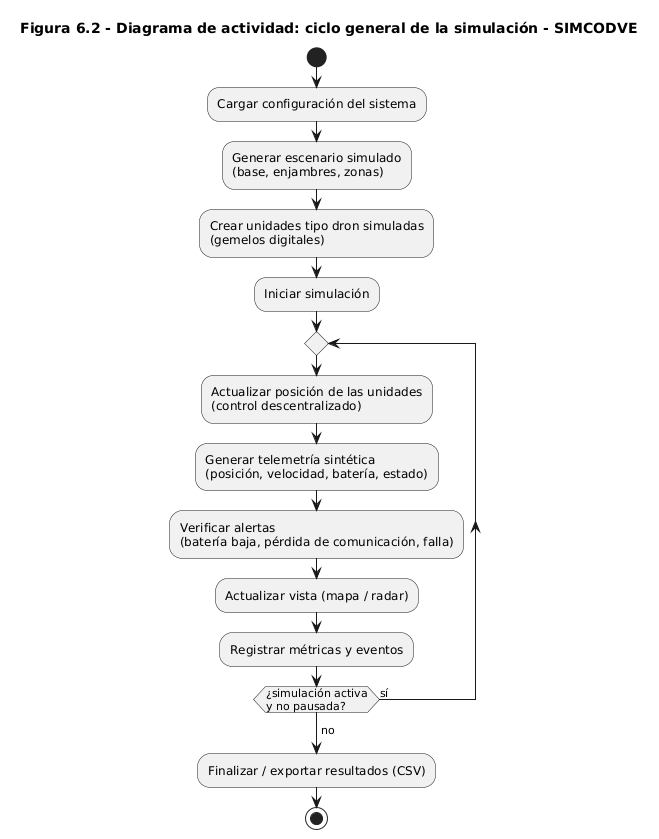 Figura 6.2 - Diagrama de actividad: ciclo general de la simulación - SIMCODVE
Cargar configuración del sistema
Generar escenario simulado
(base, enjambres, zonas)
Crear unidades tipo dron simuladas
(gemelos digitales)
Iniciar simulación
Actualizar posición de las unidades
(control descentralizado)
Generar telemetría sintética
(posición, velocidad, batería, estado)
Verificar alertas
(batería baja, pérdida de comunicación, falla)
Actualizar vista (mapa / radar)
Registrar métricas y eventos
¿simulación activa
y no pausada?
sí
no
Finalizar / exportar resultados (CSV)